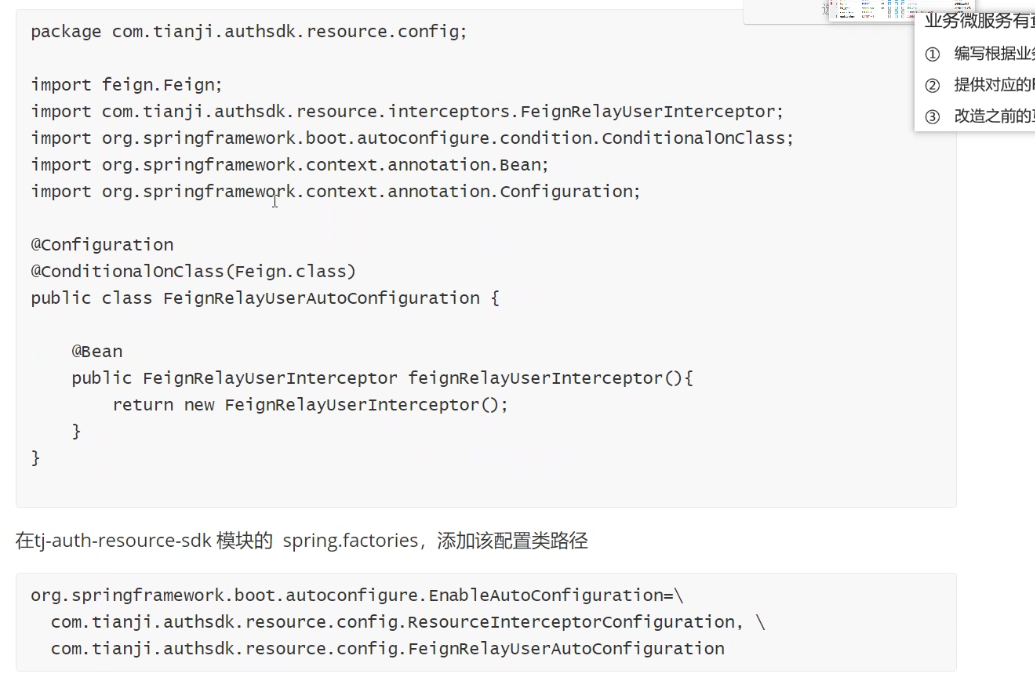 package com.tianji.authsdk.resource.config;
import feign.Feign;
import com.tianji.authsdk.resource.interceptors.FeignRelayUserInterceptor;
import org.springframework.boot.autoconfigure.condition.ConditionalOnClass;
import org.springframework.context.annotation.Bean;
import org.springframework.context.annotation.Configuration;
@Configuration
@ConditionalOnClass(Feign.class)
public class FeignRelayUserAutoConfiguration {
@Bean
public FeignRelayUserInterceptor feignRelayUserInterceptor(){
return new FeignRelayUserInterceptor();
}
}
在tj-auth-resource-sdk 模块的 spring.factories，添加该配置类路径
org.springframework.boot.autoconfigure.EnableAutoConfiguration=\
com.tianji.authsdk.resource.config.ResourceInterceptorConfiguration, \
com.tianji.authsdk.resource.config.FeignRelayUserAutoConfiguration
业务微服务有
① 编写根据业
② 提供对应的
③ 改造之前的